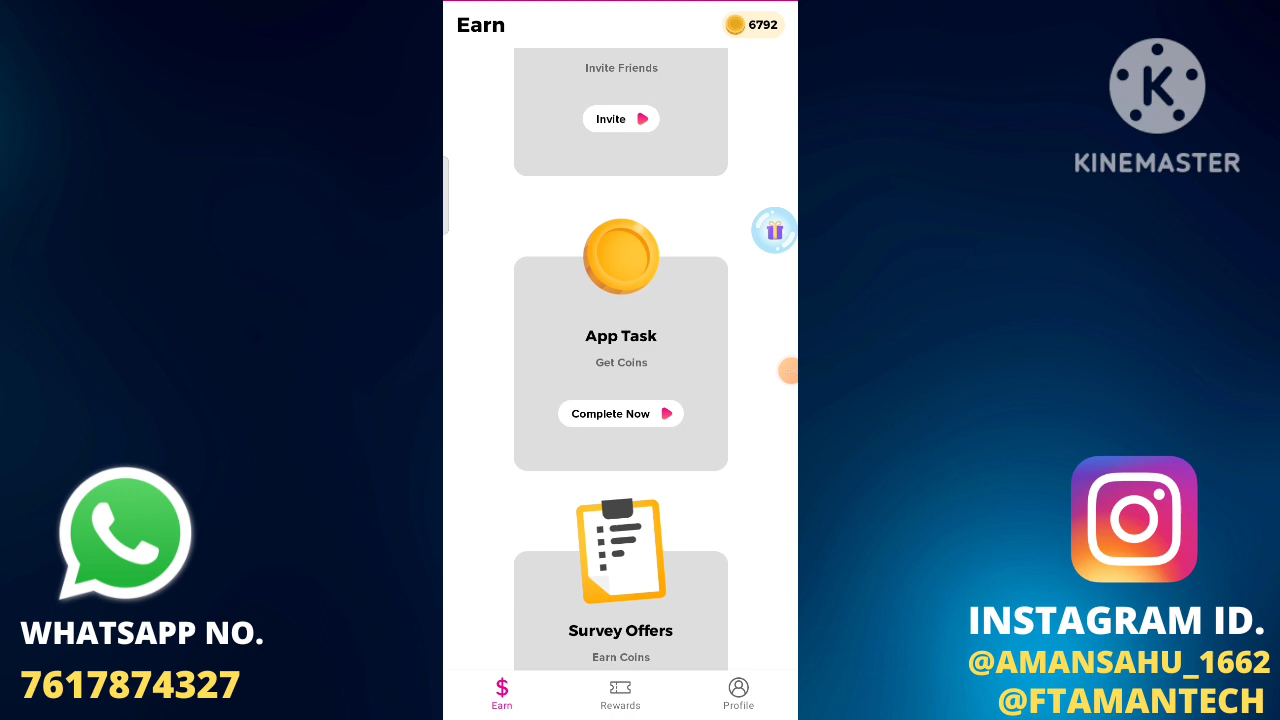 Earn
6792
Invite Friends
Invite
App Task
Get Coins
Complete Now
Survey Offers
Earn Coins
Earn
Rewards
Profile
WHATSAPP NO.
7617874327
K
KINEMASTER
INSTAGRAM ID.
@AMANSAHU_1662
@FTAMANTECH